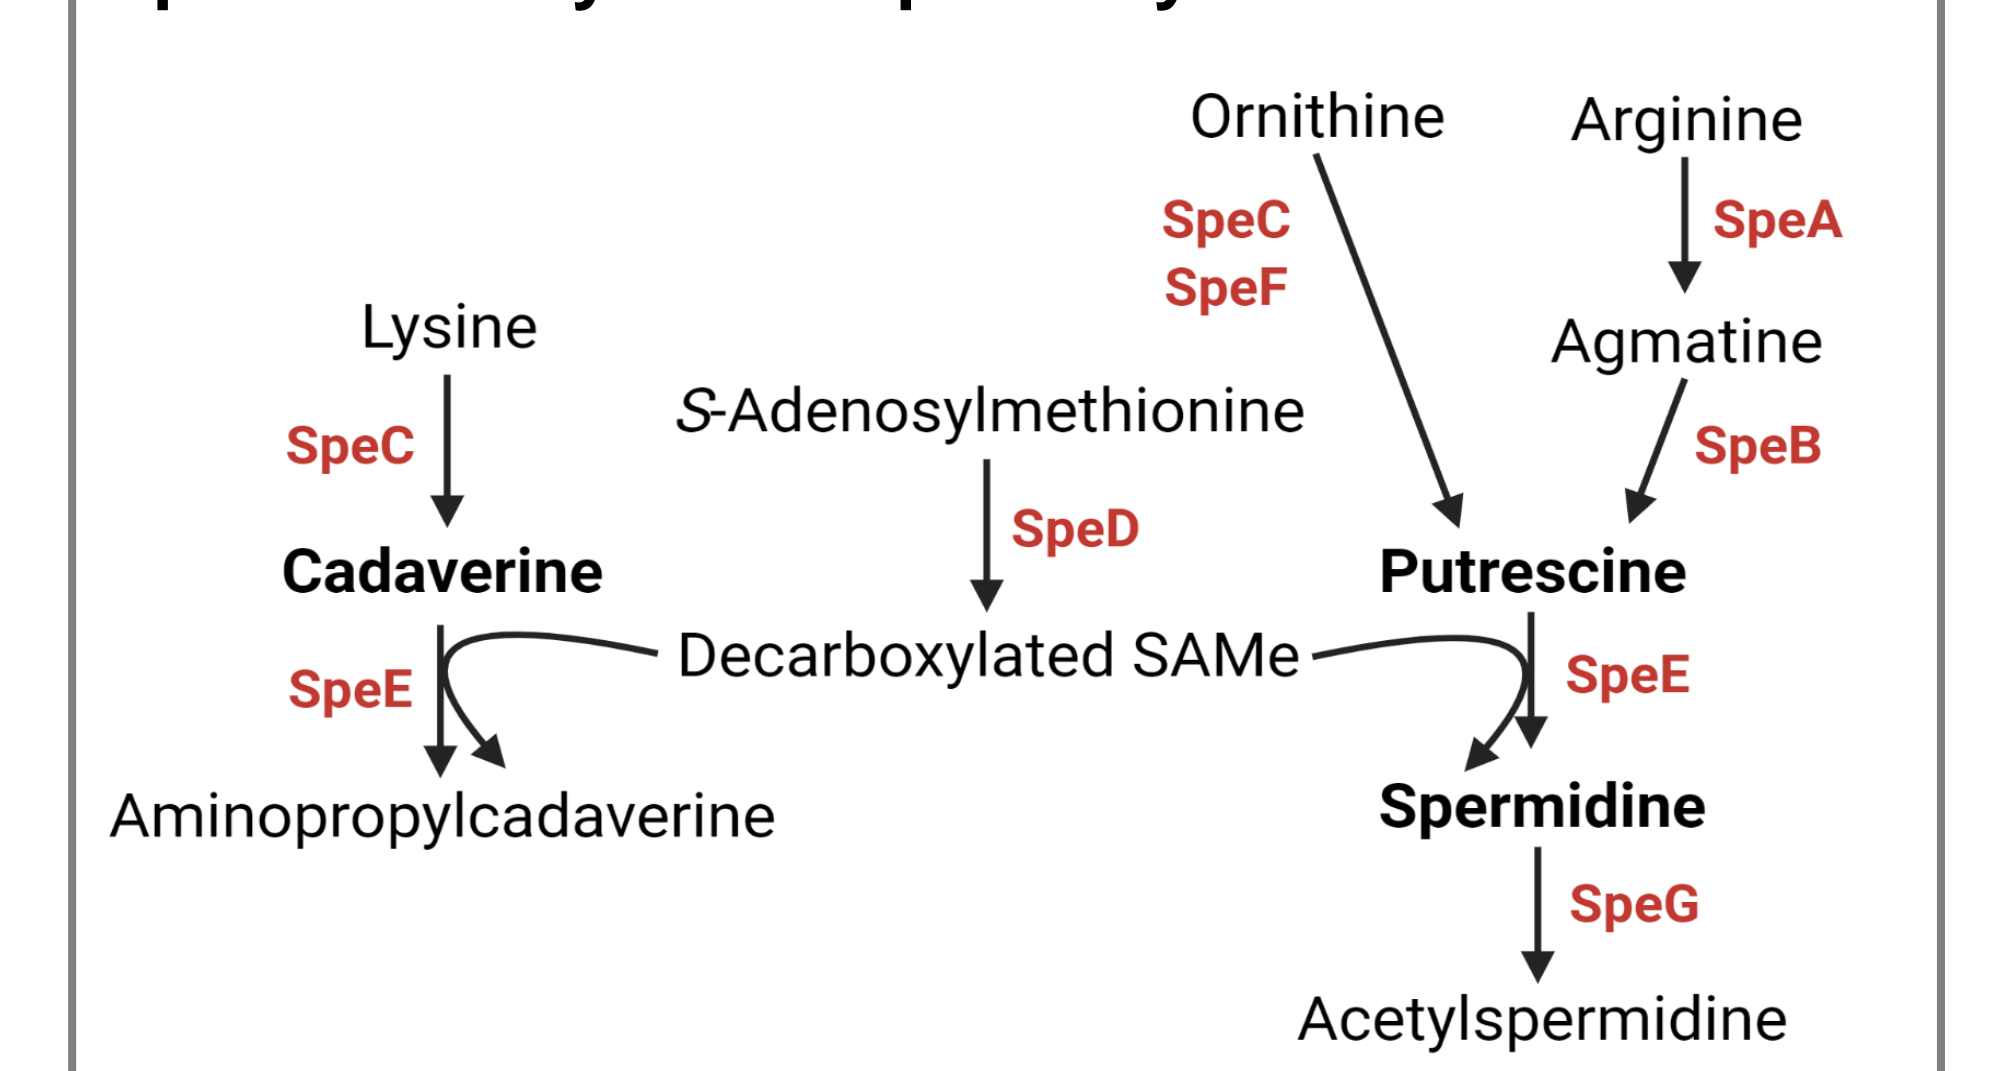 Ornithine
Arginine
SpeC
SpeF
SpeA
Lysine
Agmatine
S-Adenosylmethionine
SpeC
SpeB
SpeD
Cadaverine
Putrescine
Decarboxylated SAMe
SpeE
SpeE
Aminopropylcadaverine
Spermidine
SpeG
Acetylspermidine